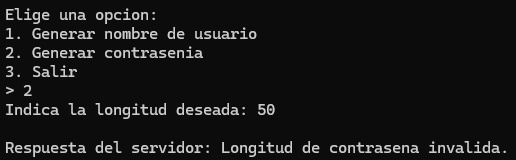 Elige una opcion:
1. Generar nombre de usuario
2. Generar contrasenia
3. Salir
> 2
Indica la longitud deseada: 50
Respuesta del servidor: Longitud de contrasena invalida.